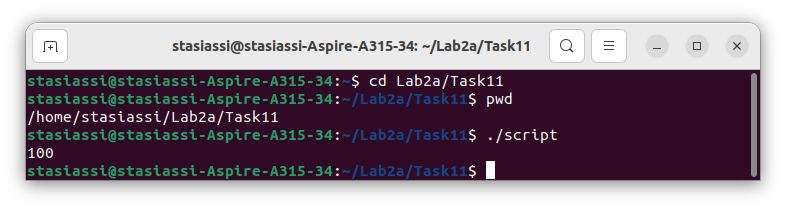 stasiassi@stasiassi-Aspire-A315-34: ~/Lab2a/Task11
stasiassi@stasiassi-Aspire-A315-34:~$ cd Lab2a/Task11
stasiassi@stasiassi-Aspire-A315-34:~/Lab2a/Task11$ pwd
/home/stasiassi/Lab2a/Task11
stasiassi@stasiassi-Aspire-A315-34:~/Lab2a/Task11$ ./script
100
stasiassi@stasiassi-Aspire-A315-34:~/Lab2a/Task11$